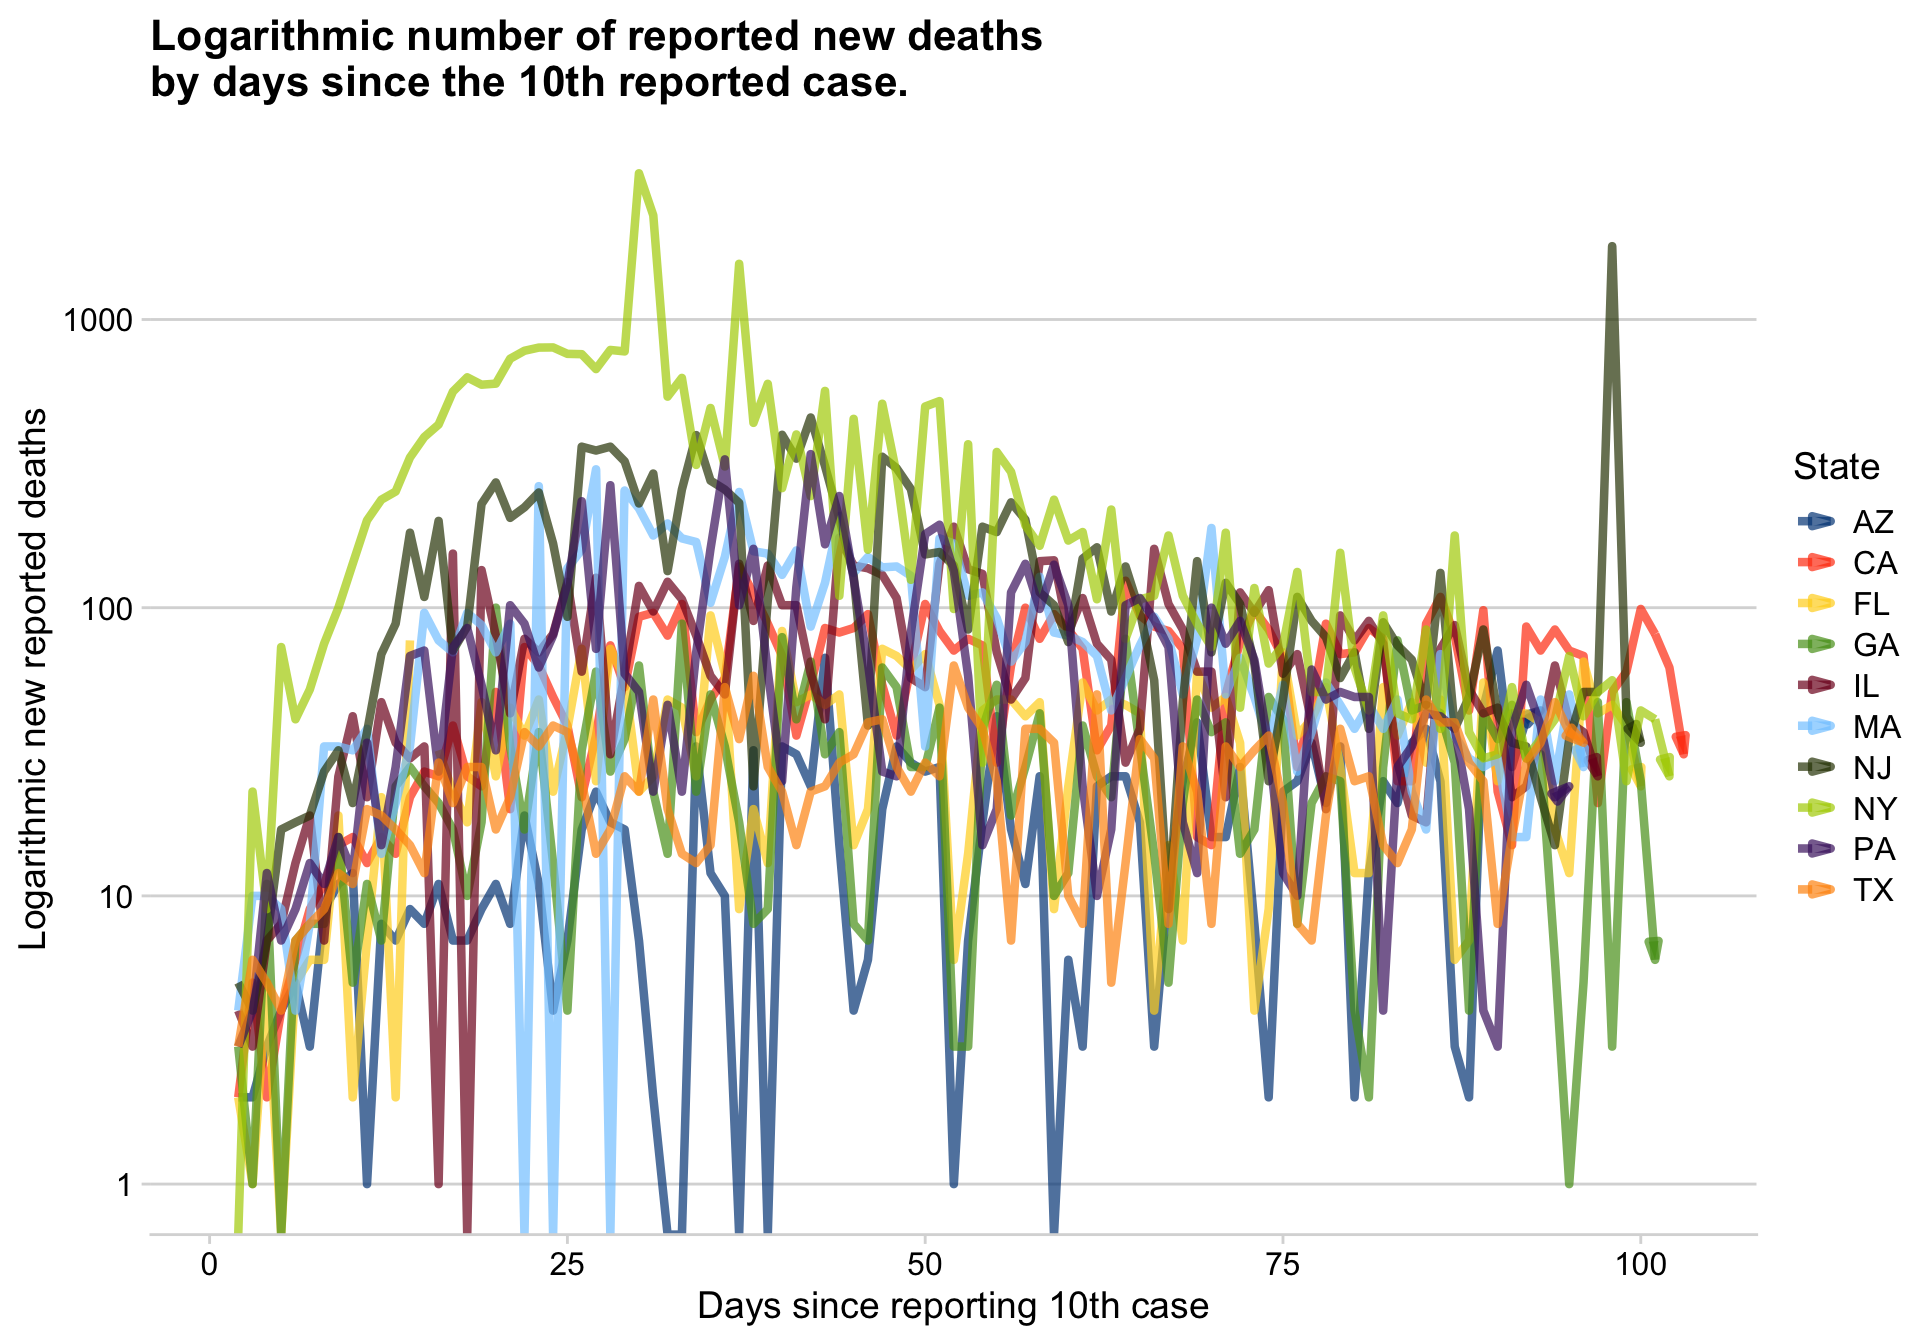 Logarithmic number of reported new deaths
by days since the 10th reported case.
Logarithmic new reported deaths
1000
100
10
1
0
25
50
75
100
Days since reporting 10th case
State
AZ
CA
FL
GA
IL
MA
NJ
NY
PA
TX